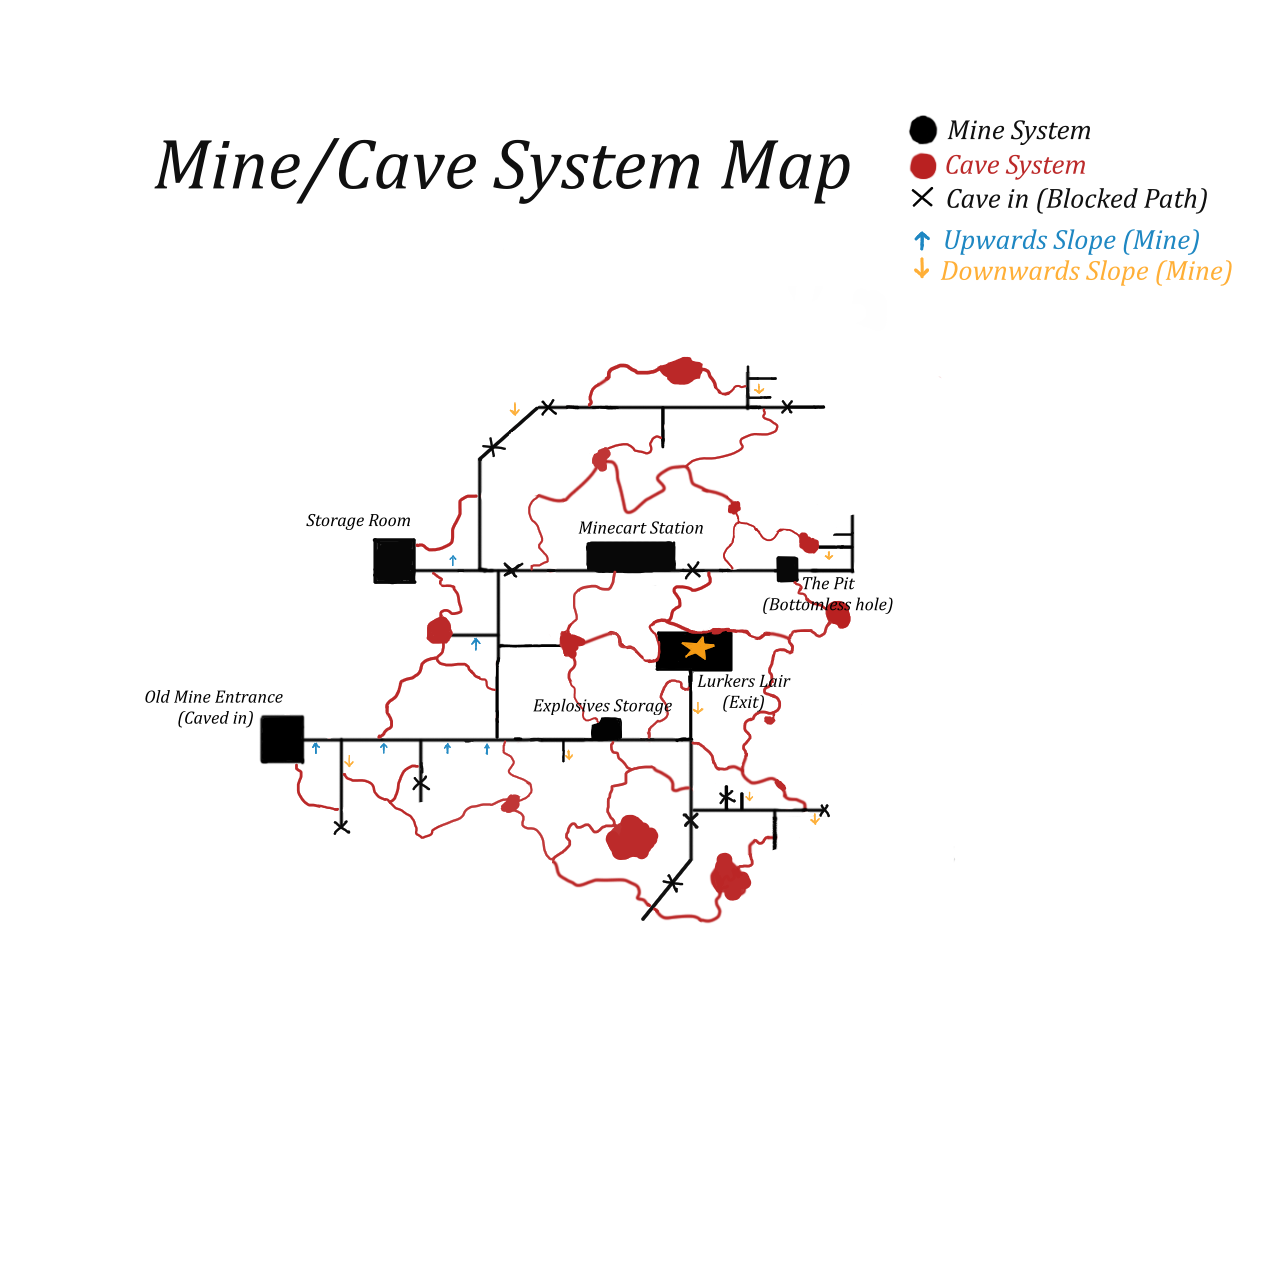 Mine/Cave System Map
Mine System
Cave System
Cave in (Blocked Path)
Upwards Slope (Mine)
Downwards Slope (Mine)
Storage Room
Minecart Station
The Pit
(Bottomless hole)
Lurkers Lair
(Exit)
Old Mine Entrance
(Caved in)
Explosives Storage